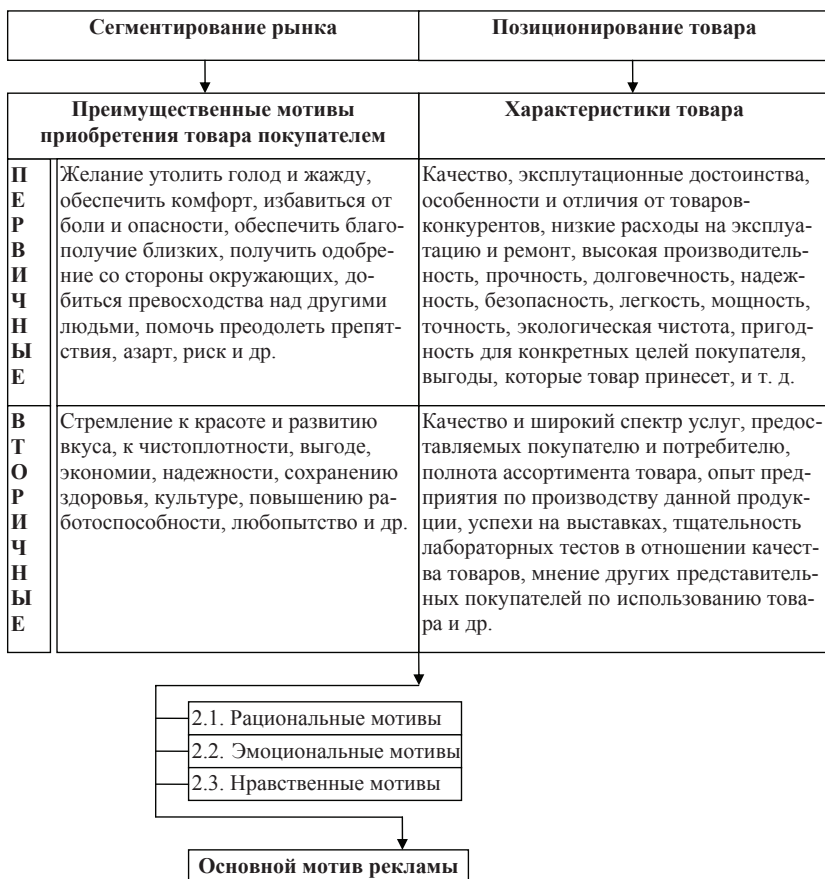 Сегментирование рынка
Позиционирование товара
Преимущественные мотивы
приобретения товара покупателем
Характеристики товара
ПЕРВИЧНЫЕ
Желание утолить голод и жажду,
обеспечить комфорт, избавиться от
боли и опасности, обеспечить благо-
получие близких, получить одобре-
ние со стороны окружающих, до-
биться превосходства над другими
людьми, помочь преодолеть препят-
ствия, азарт, риск и др.
Качество, эксплутационные достоинства,
особенности и отличия от товаров-
конкурентов, низкие расходы на эксплуа-
тацию и ремонт, высокая производитель-
ность, прочность, долговечность, надеж-
ность, безопасность, легкость, мощность,
точность, экологическая чистота, пригод-
ность для конкретных целей покупателя,
выгоды, которые товар принесет, и т. д.
ВТОРИЧНЫЕ
Стремление к красоте и развитию
вкуса, к чистоплотности, выгоде,
экономии, надежности, сохранению
здоровья, культуре, повышению ра-
ботоспособности, любопытство и др.
Качество и широкий спектр услуг, предос-
тавляемых покупателю и потребителю,
полнота ассортимента товара, опыт пред-
приятия по производству данной продук-
ции, успехи на выставках, тщательность
лабораторных тестов в отношении качест-
ва товаров, мнение других представитель-
ных покупателей по использованию това-
ра и др.
2.1. Рациональные мотивы
2.2. Эмоциональные мотивы
2.3. Нравственные мотивы
Основной мотив рекламы